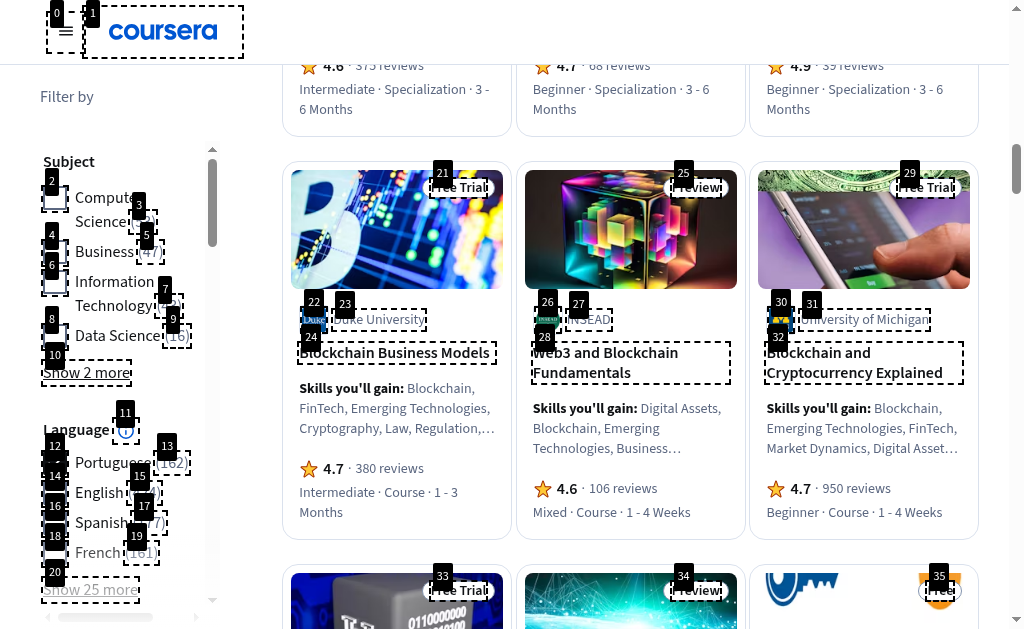 0
1
coursera
Filter by
Subject
2
Compute
3
Science
4
5
Business (47)
6
Information
7
Technology
8
9
Data Science (16)
10
Show 2 more
11
Language
12
13
Portuguese (162)
14
15
English
16
17
Spanish
18
19
French (161)
20
Show 25 more
4.6 · 375 reviews
Intermediate · Specialization · 3 -
6 Months
4.7 · 68 reviews
Beginner · Specialization · 3 - 6
Months
4.9 · 39 reviews
Beginner · Specialization · 3 - 6
Months
21
Free Trial
22
23
Duke University
24
Blockchain Business Models
Skills you'll gain: Blockchain,
FinTech, Emerging Technologies,
Cryptography, Law, Regulation,…
4.7 · 380 reviews
Intermediate · Course · 1 - 3
Months
25
Preview
26
27
INSEAD
28
Web3 and Blockchain
Fundamentals
Skills you'll gain: Digital Assets,
Blockchain, Emerging
Technologies, Business…
4.6 · 106 reviews
Mixed · Course · 1 - 4 Weeks
29
Free Trial
30
31
University of Michigan
32
Blockchain and
Cryptocurrency Explained
Skills you'll gain: Blockchain,
Emerging Technologies, FinTech,
Market Dynamics, Digital Asset…
4.7 · 950 reviews
Beginner · Course · 1 - 4 Weeks
33
Free Trial
34
Preview
35
Free